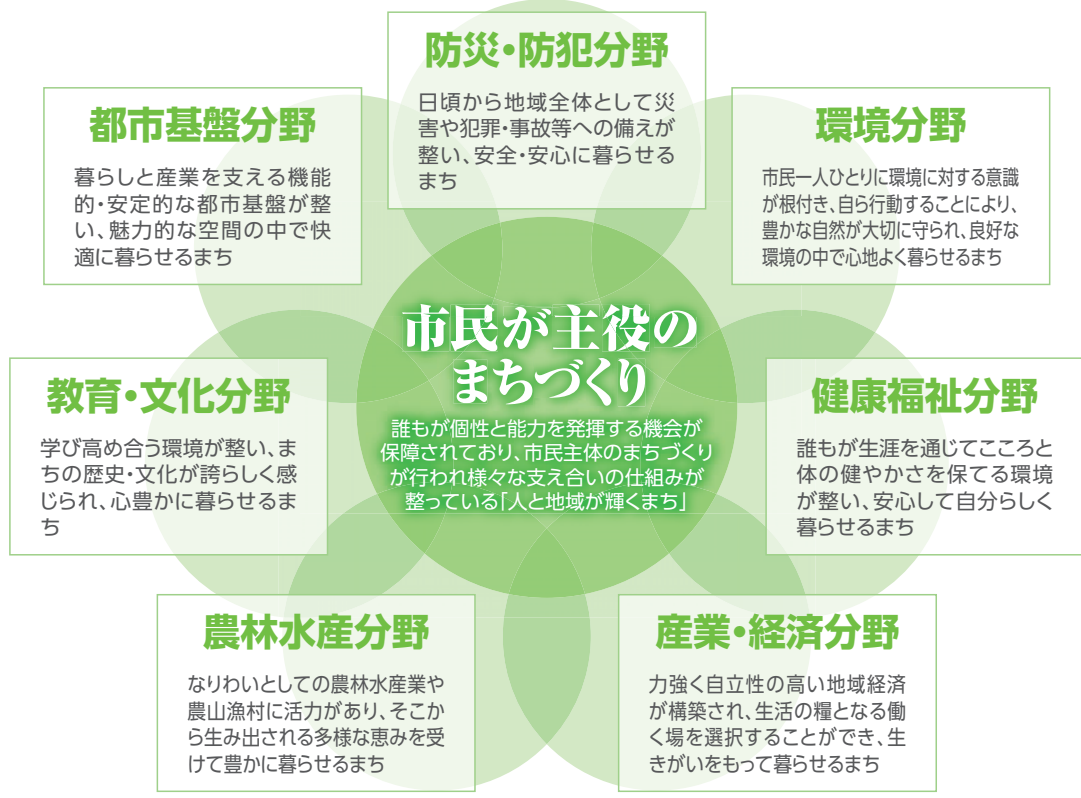 防災・防犯分野
日頃から地域全体として災
害や犯罪・事故等への備えが
整い、安全・安心に暮らせる
まち
都市基盤分野
暮らしと産業を支える機能
的・安定的な都市基盤が整
い、魅力的な空間の中で快
適に暮らせるまち
環境分野
市民一人ひとりに環境に対する意識
が根付き、自ら行動することにより、
豊かな自然が大切に守られ、良好な
環境の中で心地よく暮らせるまち
市民が主役の
まちづくり
誰もが個性と能力を発揮する機会が
保障されており、市民主体のまちづくり
が行われ様々な支え合いの仕組みが
整っている「人と地域が輝くまち」
教育・文化分野
学び高め合う環境が整い、ま
ちの歴史・文化が誇らしく感
じられ、心豊かに暮らせるま
ち
健康福祉分野
誰もが生涯を通じてこころと
体の健やかさを保てる環境
が整い、安心して自分らしく
暮らせるまち
農林水産分野
なりわいとしての農林水産業や
農山漁村に活力があり、そこか
ら生み出される多様な恵みを受
けて豊かに暮らせるまち
産業・経済分野
力強く自立性の高い地域経済
が構築され、生活の糧となる働
く場を選択することができ、生
きがいをもって暮らせるまち